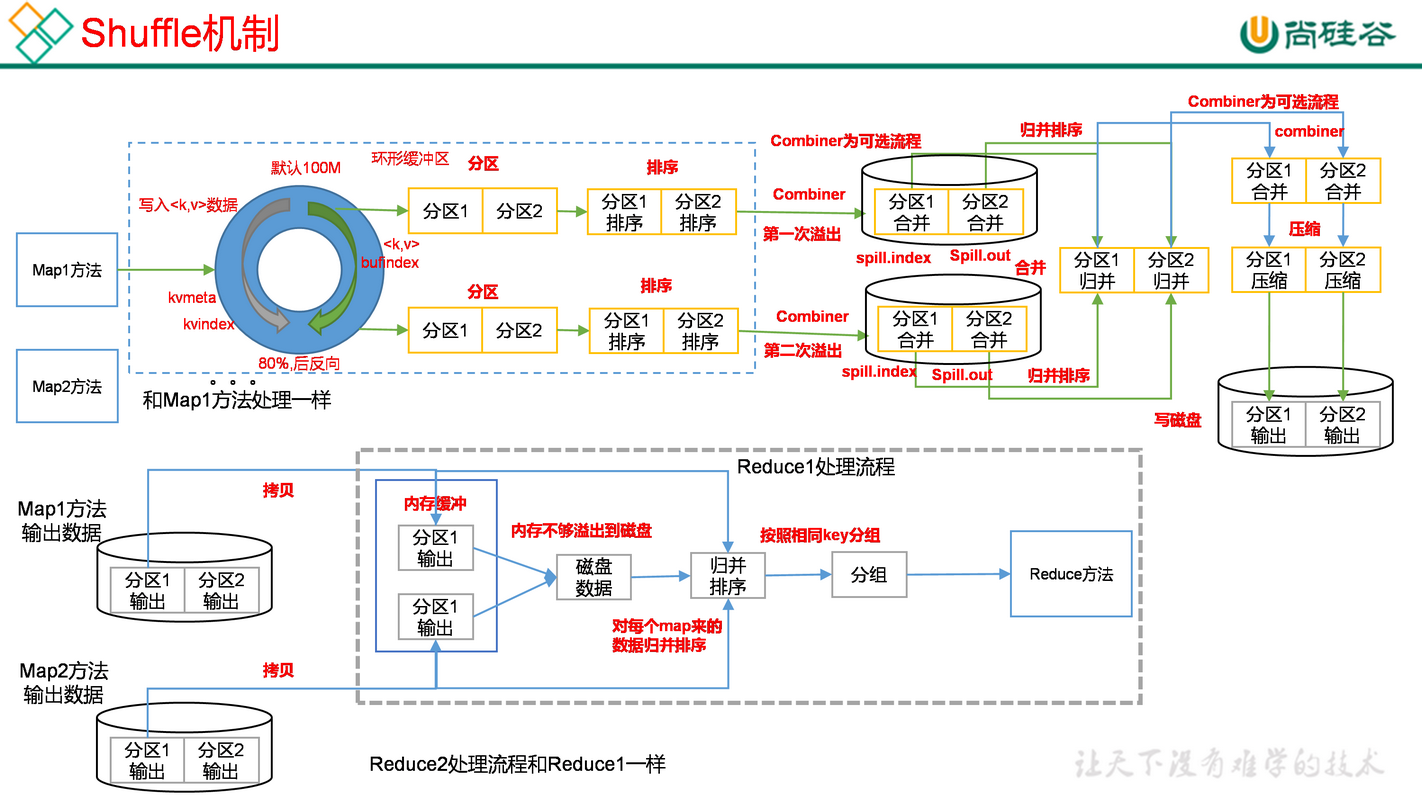 Shuffle机制
尚硅谷
Combiner为可选流程
combiner
归并排序
Combiner为可选流程
默认100M
环形缓冲区
分区
排序
写入<k,v>数据
分区1
分区2
分区1
排序
分区2
排序
Combiner
第一次溢出
分区1
合并
分区2
合并
spill.index
Spill.out
合并
分区1
合并
分区2
合并
压缩
Map1方法
<k,v>
bufindex
kvmeta
kvindex
80%,后反向
分区
排序
分区1
分区2
分区1
排序
分区2
排序
Combiner
第二次溢出
分区1
合并
分区2
合并
spill.index
Spill.out
归并排序
分区1
归并
分区2
归并
分区1
压缩
分区2
压缩
写磁盘
分区1
输出
分区2
输出
Map2方法
。。。
和Map1方法处理一样
Reduce1处理流程
Map1方法
输出数据
拷贝
分区1
输出
分区2
输出
内存缓冲
分区1
输出
分区1
输出
内存不够溢出到磁盘
磁盘
数据
归并
排序
对每个map来的
数据归并排序
按照相同key分组
分组
Reduce方法
Map2方法
输出数据
拷贝
分区1
输出
分区2
输出
Reduce2处理流程和Reduce1一样
让天下没有难学的技术